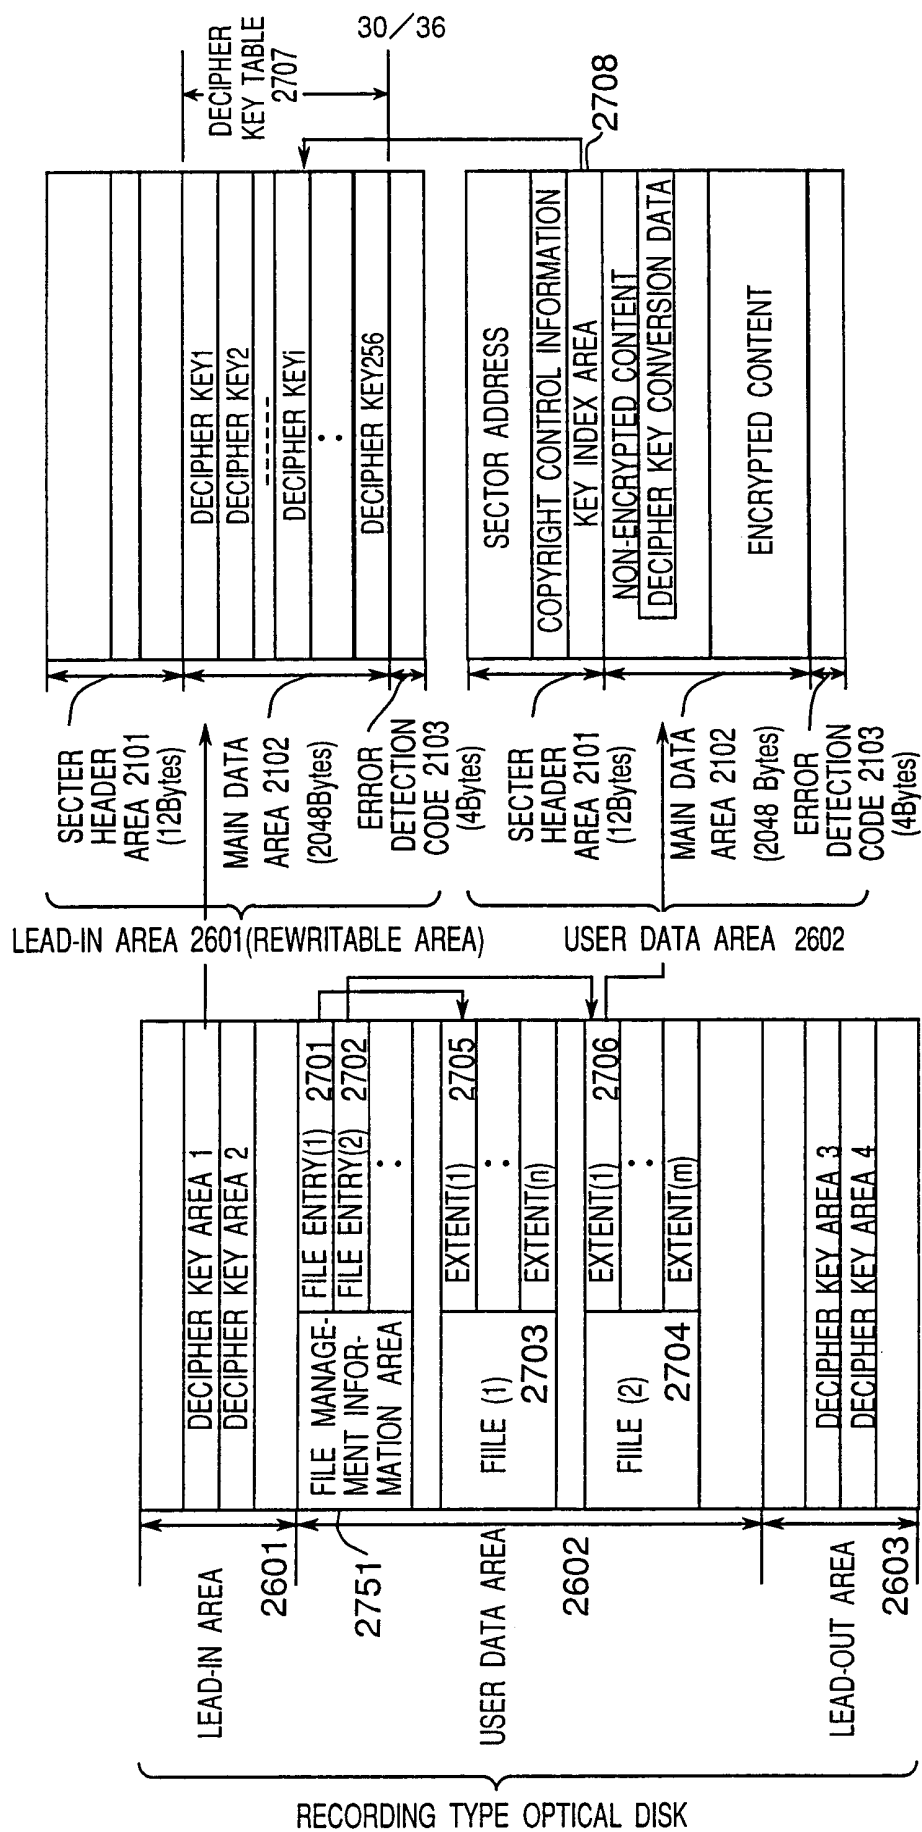 30/36
RECORDING TYPE OPTICAL DISK
LEAD-IN AREA
2601
2751
USER DATA AREA
2602
LEAD-OUT AREA
2603
DECIPHER KEY AREA 1
DECIPHER KEY AREA 2
FILE MANAGE-
MENT INFOR-
MATION AREA
FILE ENTRY(1) 2701
FILE ENTRY(2) 2702
FIILE (1)
2703
EXTENT(1) 2705
EXTENT(n)
FIILE (2)
2704
EXTENT(1) 2706
EXTENT(m)
DECIPHER KEY AREA 3
DECIPHER KEY AREA 4
LEAD-IN AREA 2601(REWRITABLE AREA)
SECTER
HEADER
AREA 2101
(12Bytes)
MAIN DATA
AREA 2102
(2048Bytes)
ERROR
DETECTION
CODE 2103
(4Bytes)
DECIPHER KEY1
DECIPHER KEY2
DECIPHER KEYi
DECIPHER KEY256
DECIPHER
KEY TABLE
2707
USER DATA AREA 2602
SECTER
HEADER
AREA 2101
(12Bytes)
MAIN DATA
AREA 2102
(2048 Bytes)
ERROR
DETECTION
CODE 2103
(4Bytes)
SECTOR ADDRESS
COPYRIGHT CONTROL INFORMATION
KEY INDEX AREA
NON-ENCRYPTED CONTENT
DECIPHER KEY CONVERSION DATA
ENCRYPTED CONTENT
2708